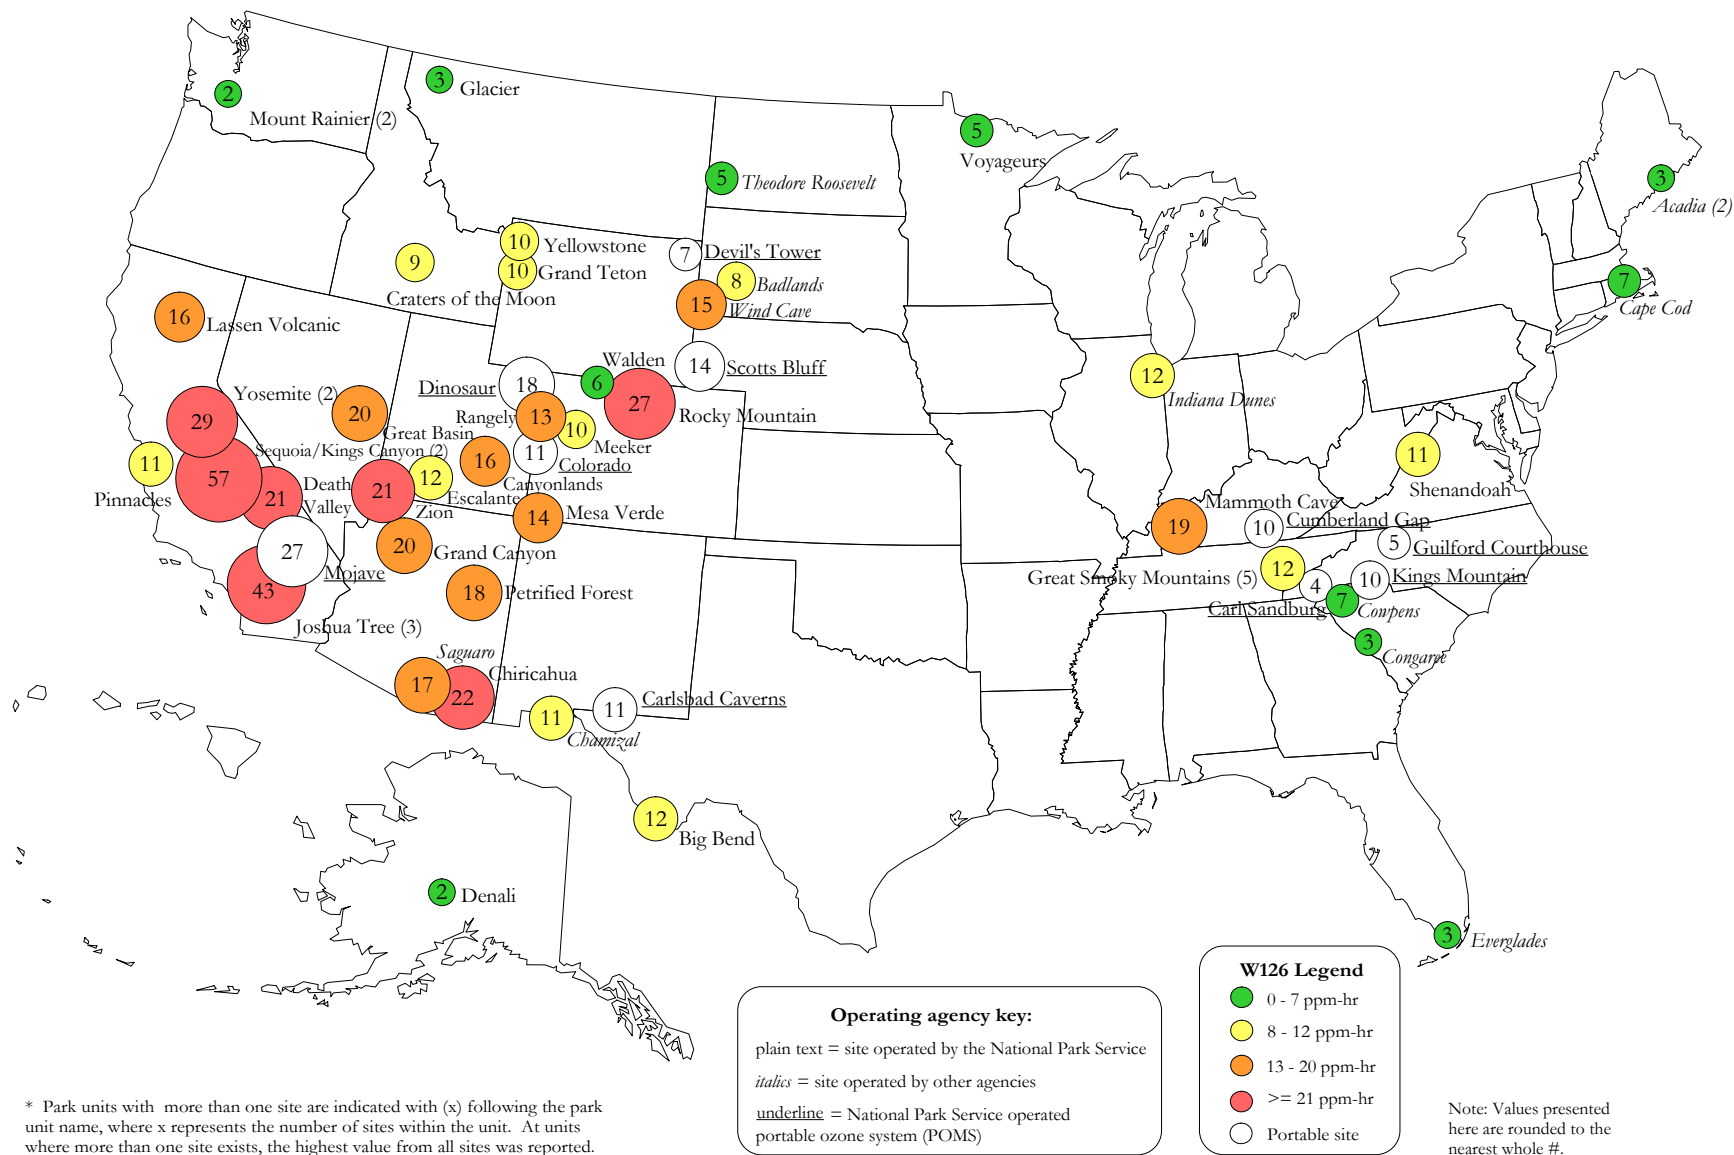 3
Glacier
2
Mount Rainier (2)
5
Voyageurs
5
Theodore Roosevelt
3
Acadia (2)
10
Yellowstone
7
Devil's Tower
9
10
Grand Teton
8
Badlands
7
Craters of the Moon
15
Wind Cave
Cape Cod
16
Lassen Volcanic
Walden
14
Scotts Bluff
12
Indiana Dunes
Yosemite (2)
Dinosaur
18
6
20
Rangely
13
27
Rocky Mountain
29
Great Basin
10
Meeker
Sequoia/Kings Canyon (2)
11
Colorado
11
Shenandoah
11
Pinnacles
57
21
Death
Valley
21
Zion
12
Escalante
16
Canyonlands
14
Mesa Verde
Mammoth Cave
19
10
Cumberland Gap
27
Mojave
20
Grand Canyon
5
Guilford Courthouse
Great Smoky Mountains (5)
12
4
10
Kings Mountain
43
18
Petrified Forest
Carl Sandburg
7
Cowpens
Joshua Tree (3)
3
Congaree
Saguaro
17
22
Chiricahua
11
Chamizal
11
Carlsbad Caverns
12
Big Bend
2
Denali
3
Everglades
W126 Legend
0 - 7 ppm-hr
8 - 12 ppm-hr
13 - 20 ppm-hr
>= 21 ppm-hr
Portable site
Operating agency key:
plain text = site operated by the National Park Service
italics = site operated by other agencies
underline = National Park Service operated
portable ozone system (POMS)
* Park units with more than one site are indicated with (x) following the park
unit name, where x represents the number of sites within the unit. At units
where more than one site exists, the highest value from all sites was reported.
Note: Values presented
here are rounded to the
nearest whole #.